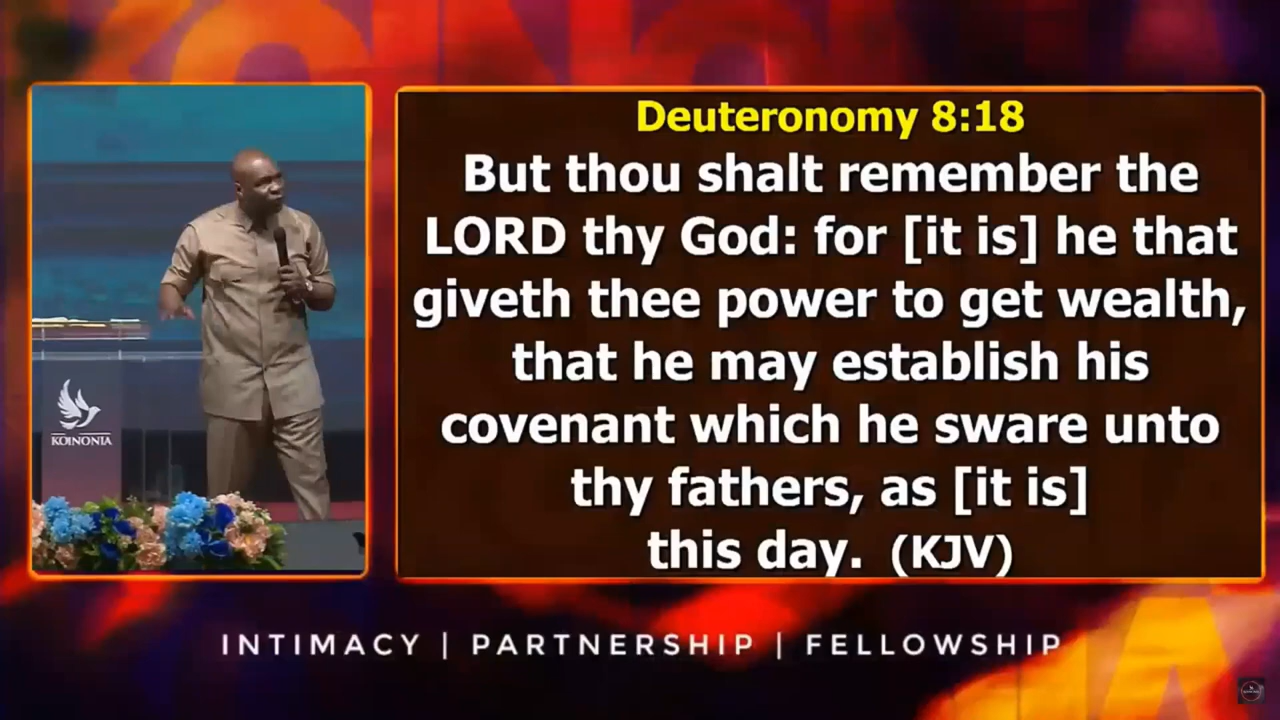 Deuteronomy 8:18
But thou shalt remember the
LORD thy God: for [it is] he that
giveth thee power to get wealth,
that he may establish his
covenant which he sware unto
thy fathers, as [it is]
this day. (KJV)
KOINONIA
INTIMACY | PARTNERSHIP | FELLOWSHIP